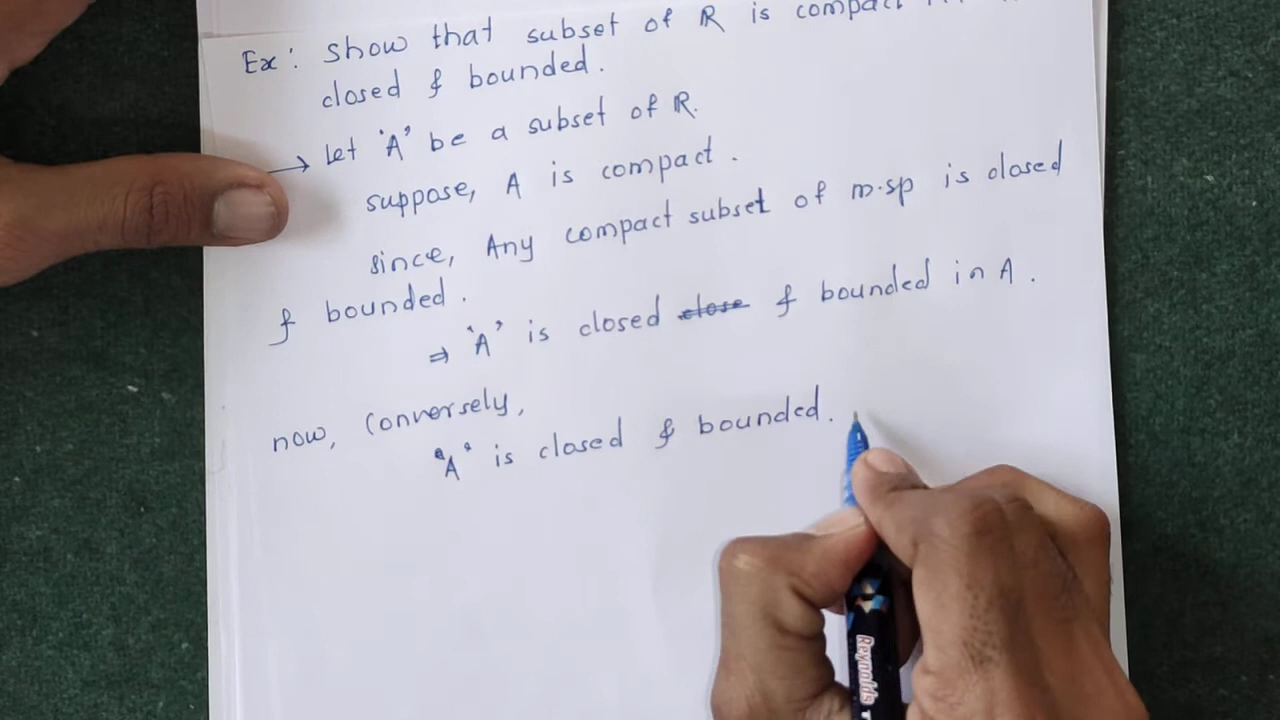 Ex: Show that subset of R is compact
closed & bounded.
→ Let 'A' be a subset of R.
suppose, A is compact.
since, Any compact subset of m.sp is closed
& bounded.
⇒ 'A' is closed close & bounded in A.
now, Conversely,
'A' is closed & bounded.
Reynolds